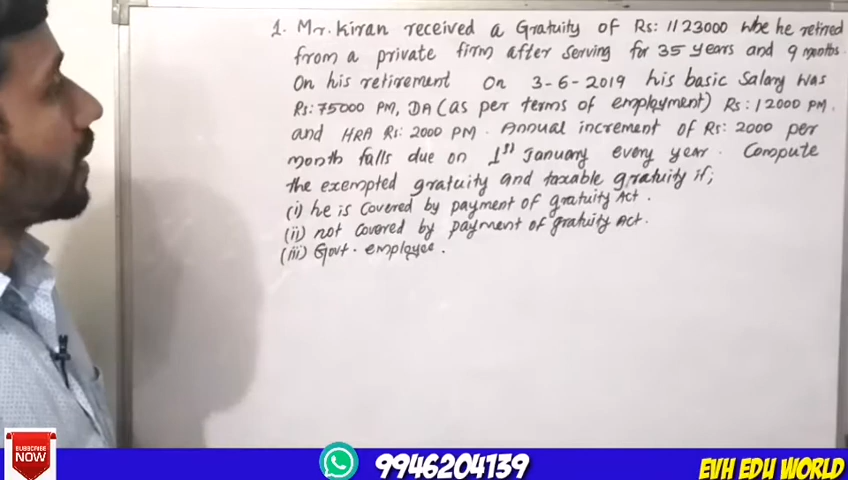 1. Mr. Kiran received a Gratuity of Rs: 1123000 whe he retired
from a private firm after serving for 35 years and 9 months.
On his retirement On 3-6-2019 his basic Salary was
Rs: 75000 PM, DA (as per terms of employment) Rs: 12000 PM.
and HRA Rs: 2000 PM. Annual increment of Rs: 2000 per
month falls due on 1st January every year. Compute
the exempted gratuity and taxable gratuity if;
(i) he is Covered by payment of gratuity Act.
(ii) not Covered by payment of gratuity Act.
(iii) Govt. employee.
SUBSCRIBE
NOW
9946204139
EVH EDU WORLD